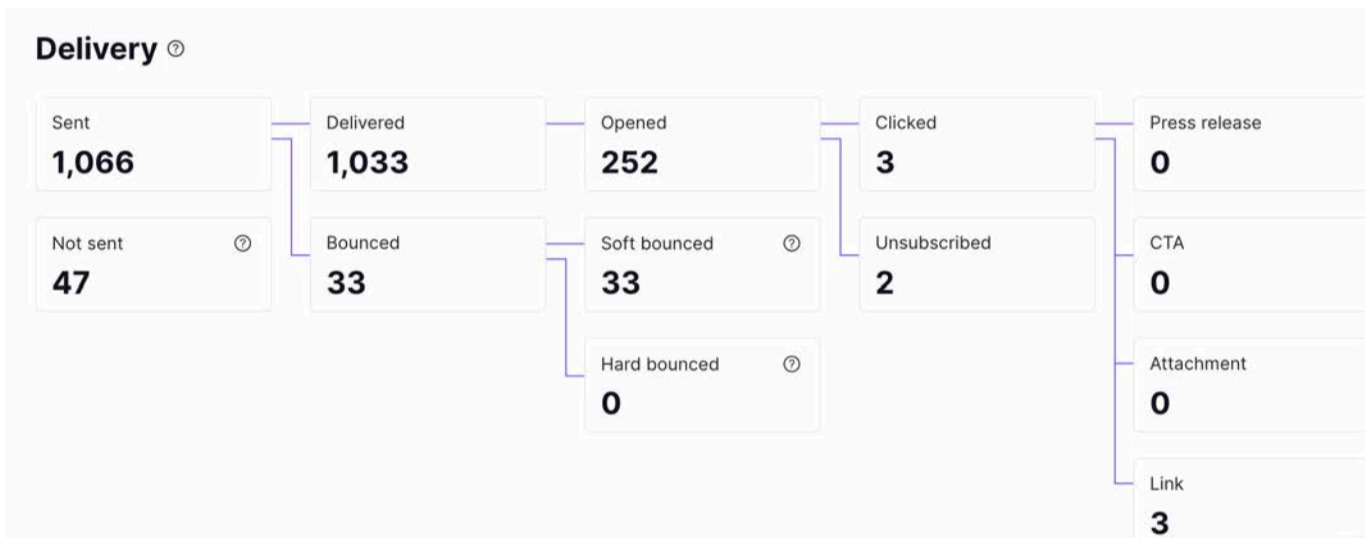 Delivery
Sent
1,066
Delivered
1,033
Opened
252
Clicked
3
Press release
0
Not sent
47
Bounced
33
Soft bounced
33
Unsubscribed
2
CTA
0
Hard bounced
0
Attachment
0
Link
3